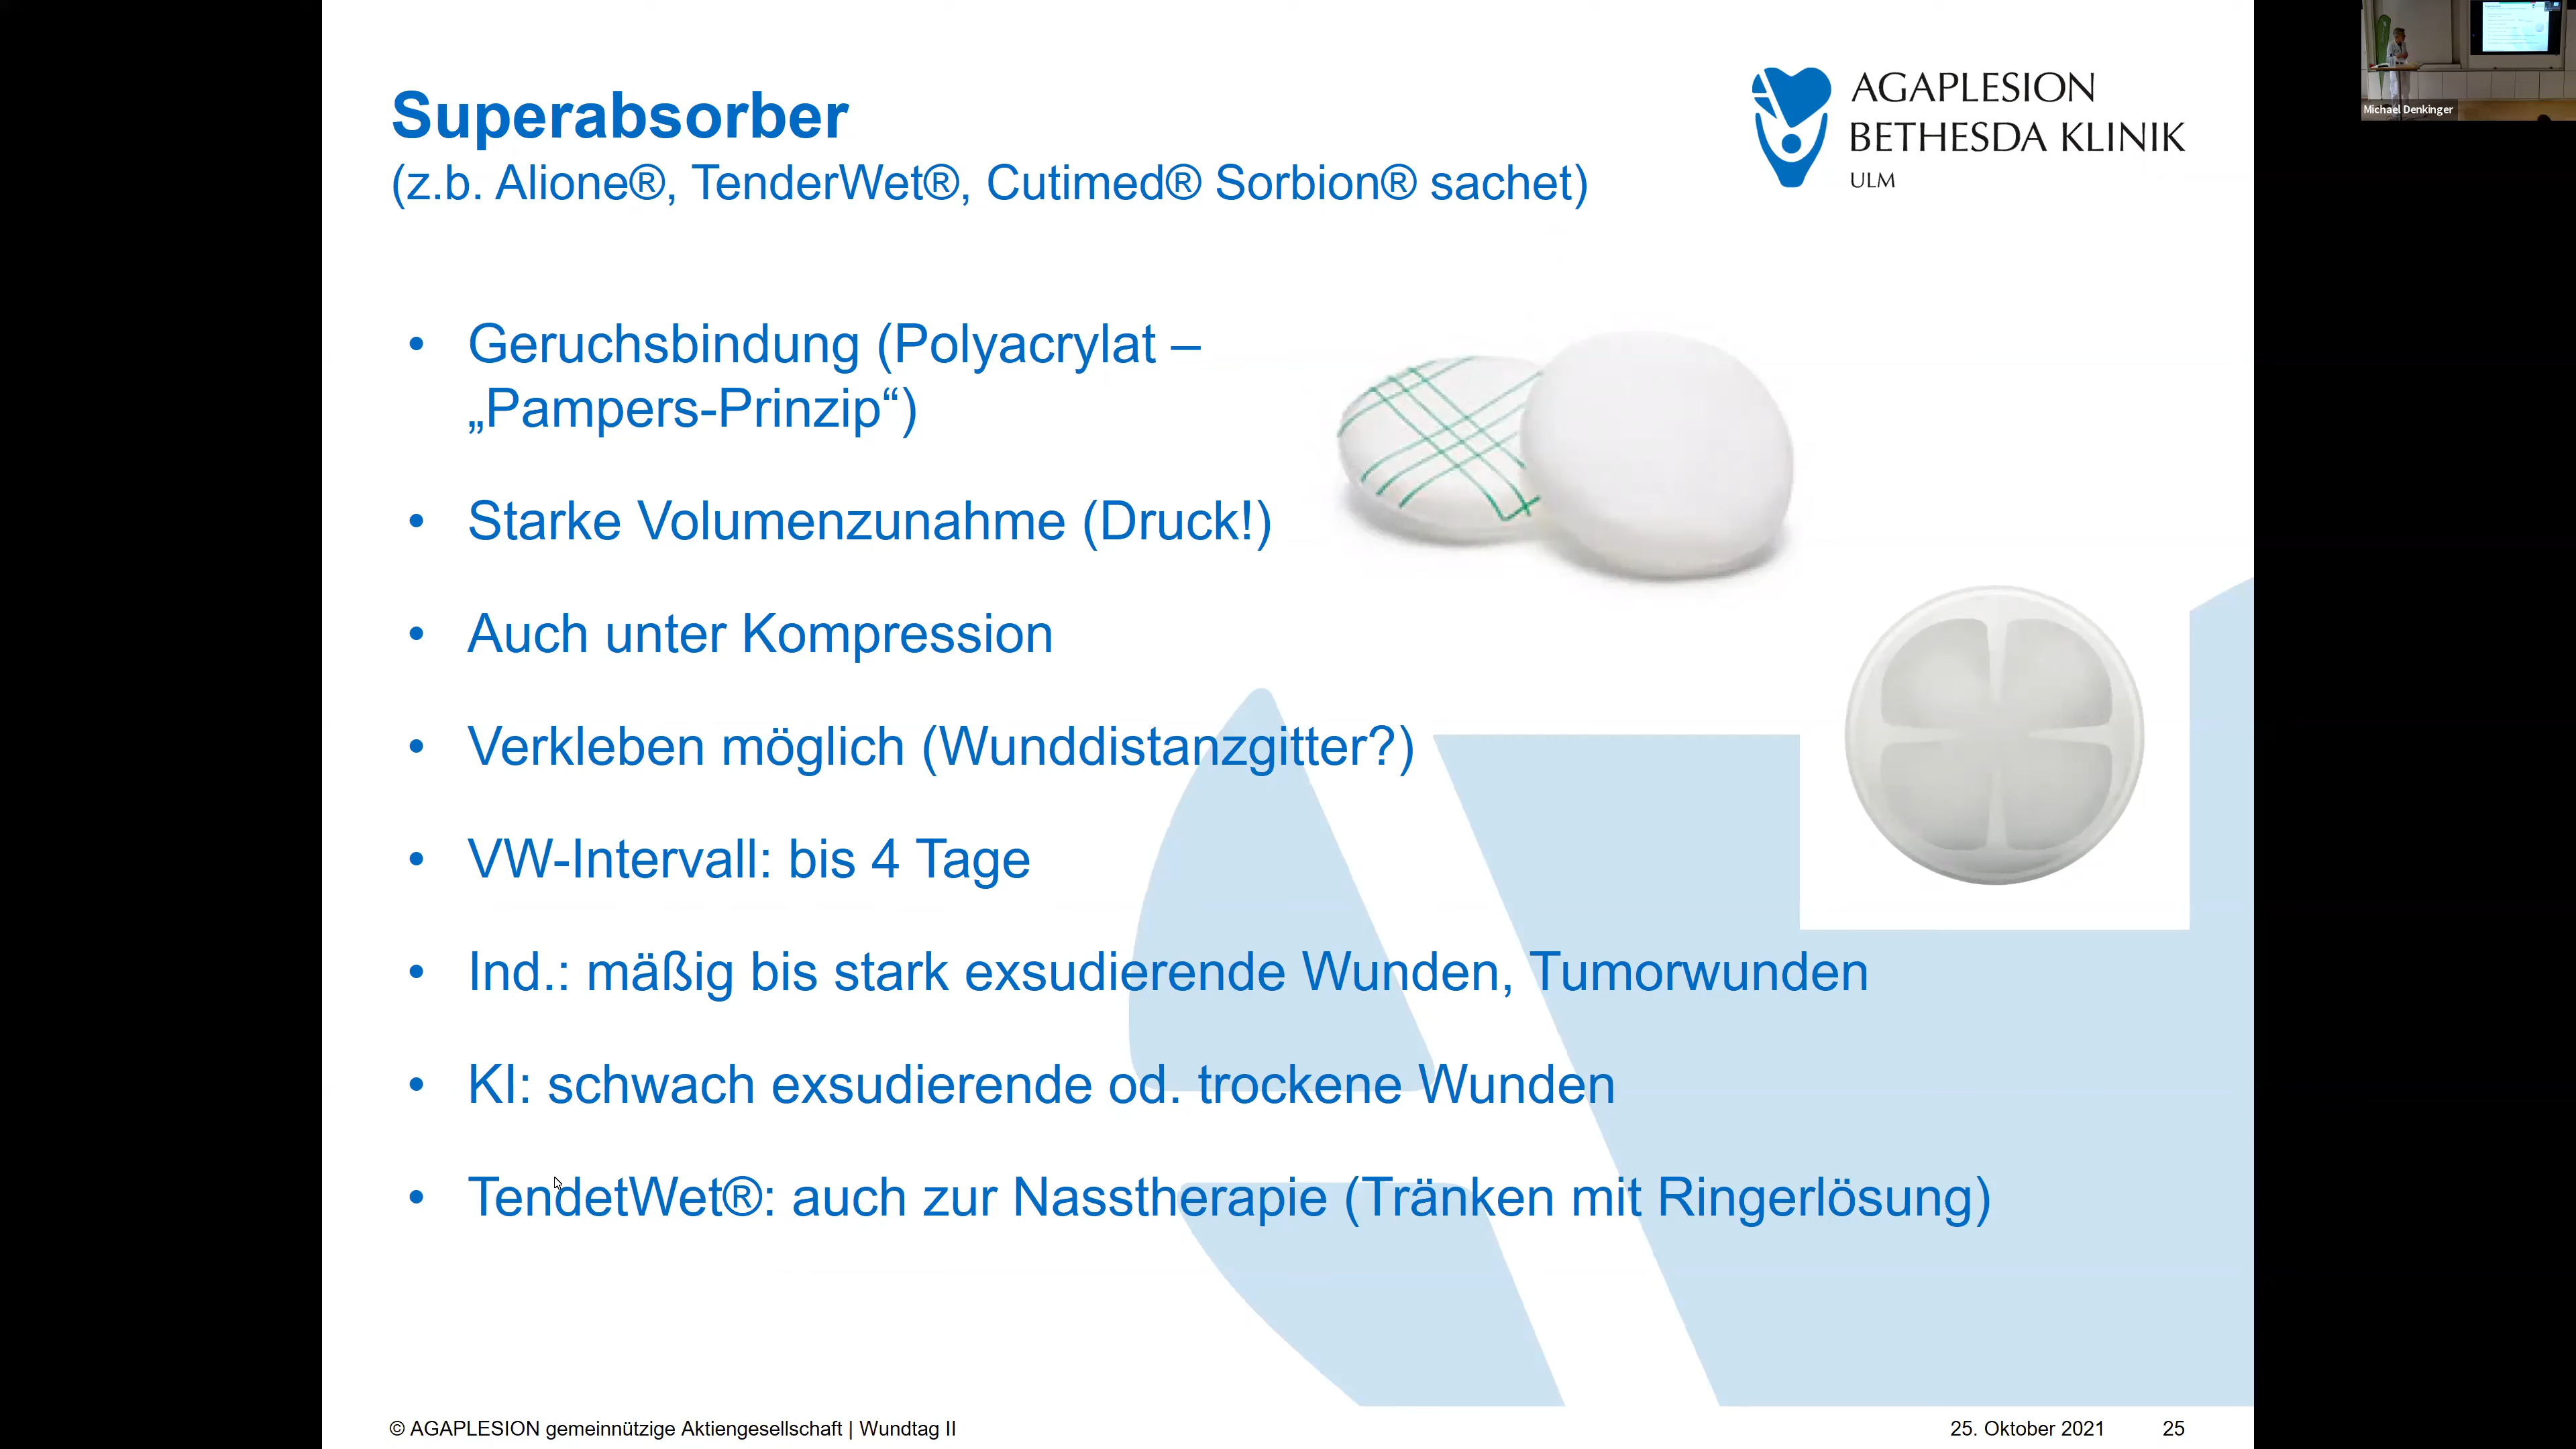 Superabsorber
(z.b. Alione®, TenderWet®, Cutimed® Sorbion® sachet)
AGAPLESION
BETHESDA KLINIK
ULM
Michael Denkinger
• Geruchsbindung (Polyacrylat –
„Pampers-Prinzip“)
• Starke Volumenzunahme (Druck!)
• Auch unter Kompression
• Verkleben möglich (Wunddistanzgitter?)
• VW-Intervall: bis 4 Tage
• Ind.: mäßig bis stark exsudierende Wunden, Tumorwunden
• KI: schwach exsudierende od. trockene Wunden
• TendetWet®: auch zur Nasstherapie (Tränken mit Ringerlösung)
© AGAPLESION gemeinnützige Aktiengesellschaft | Wundtag II
25. Oktober 2021 25